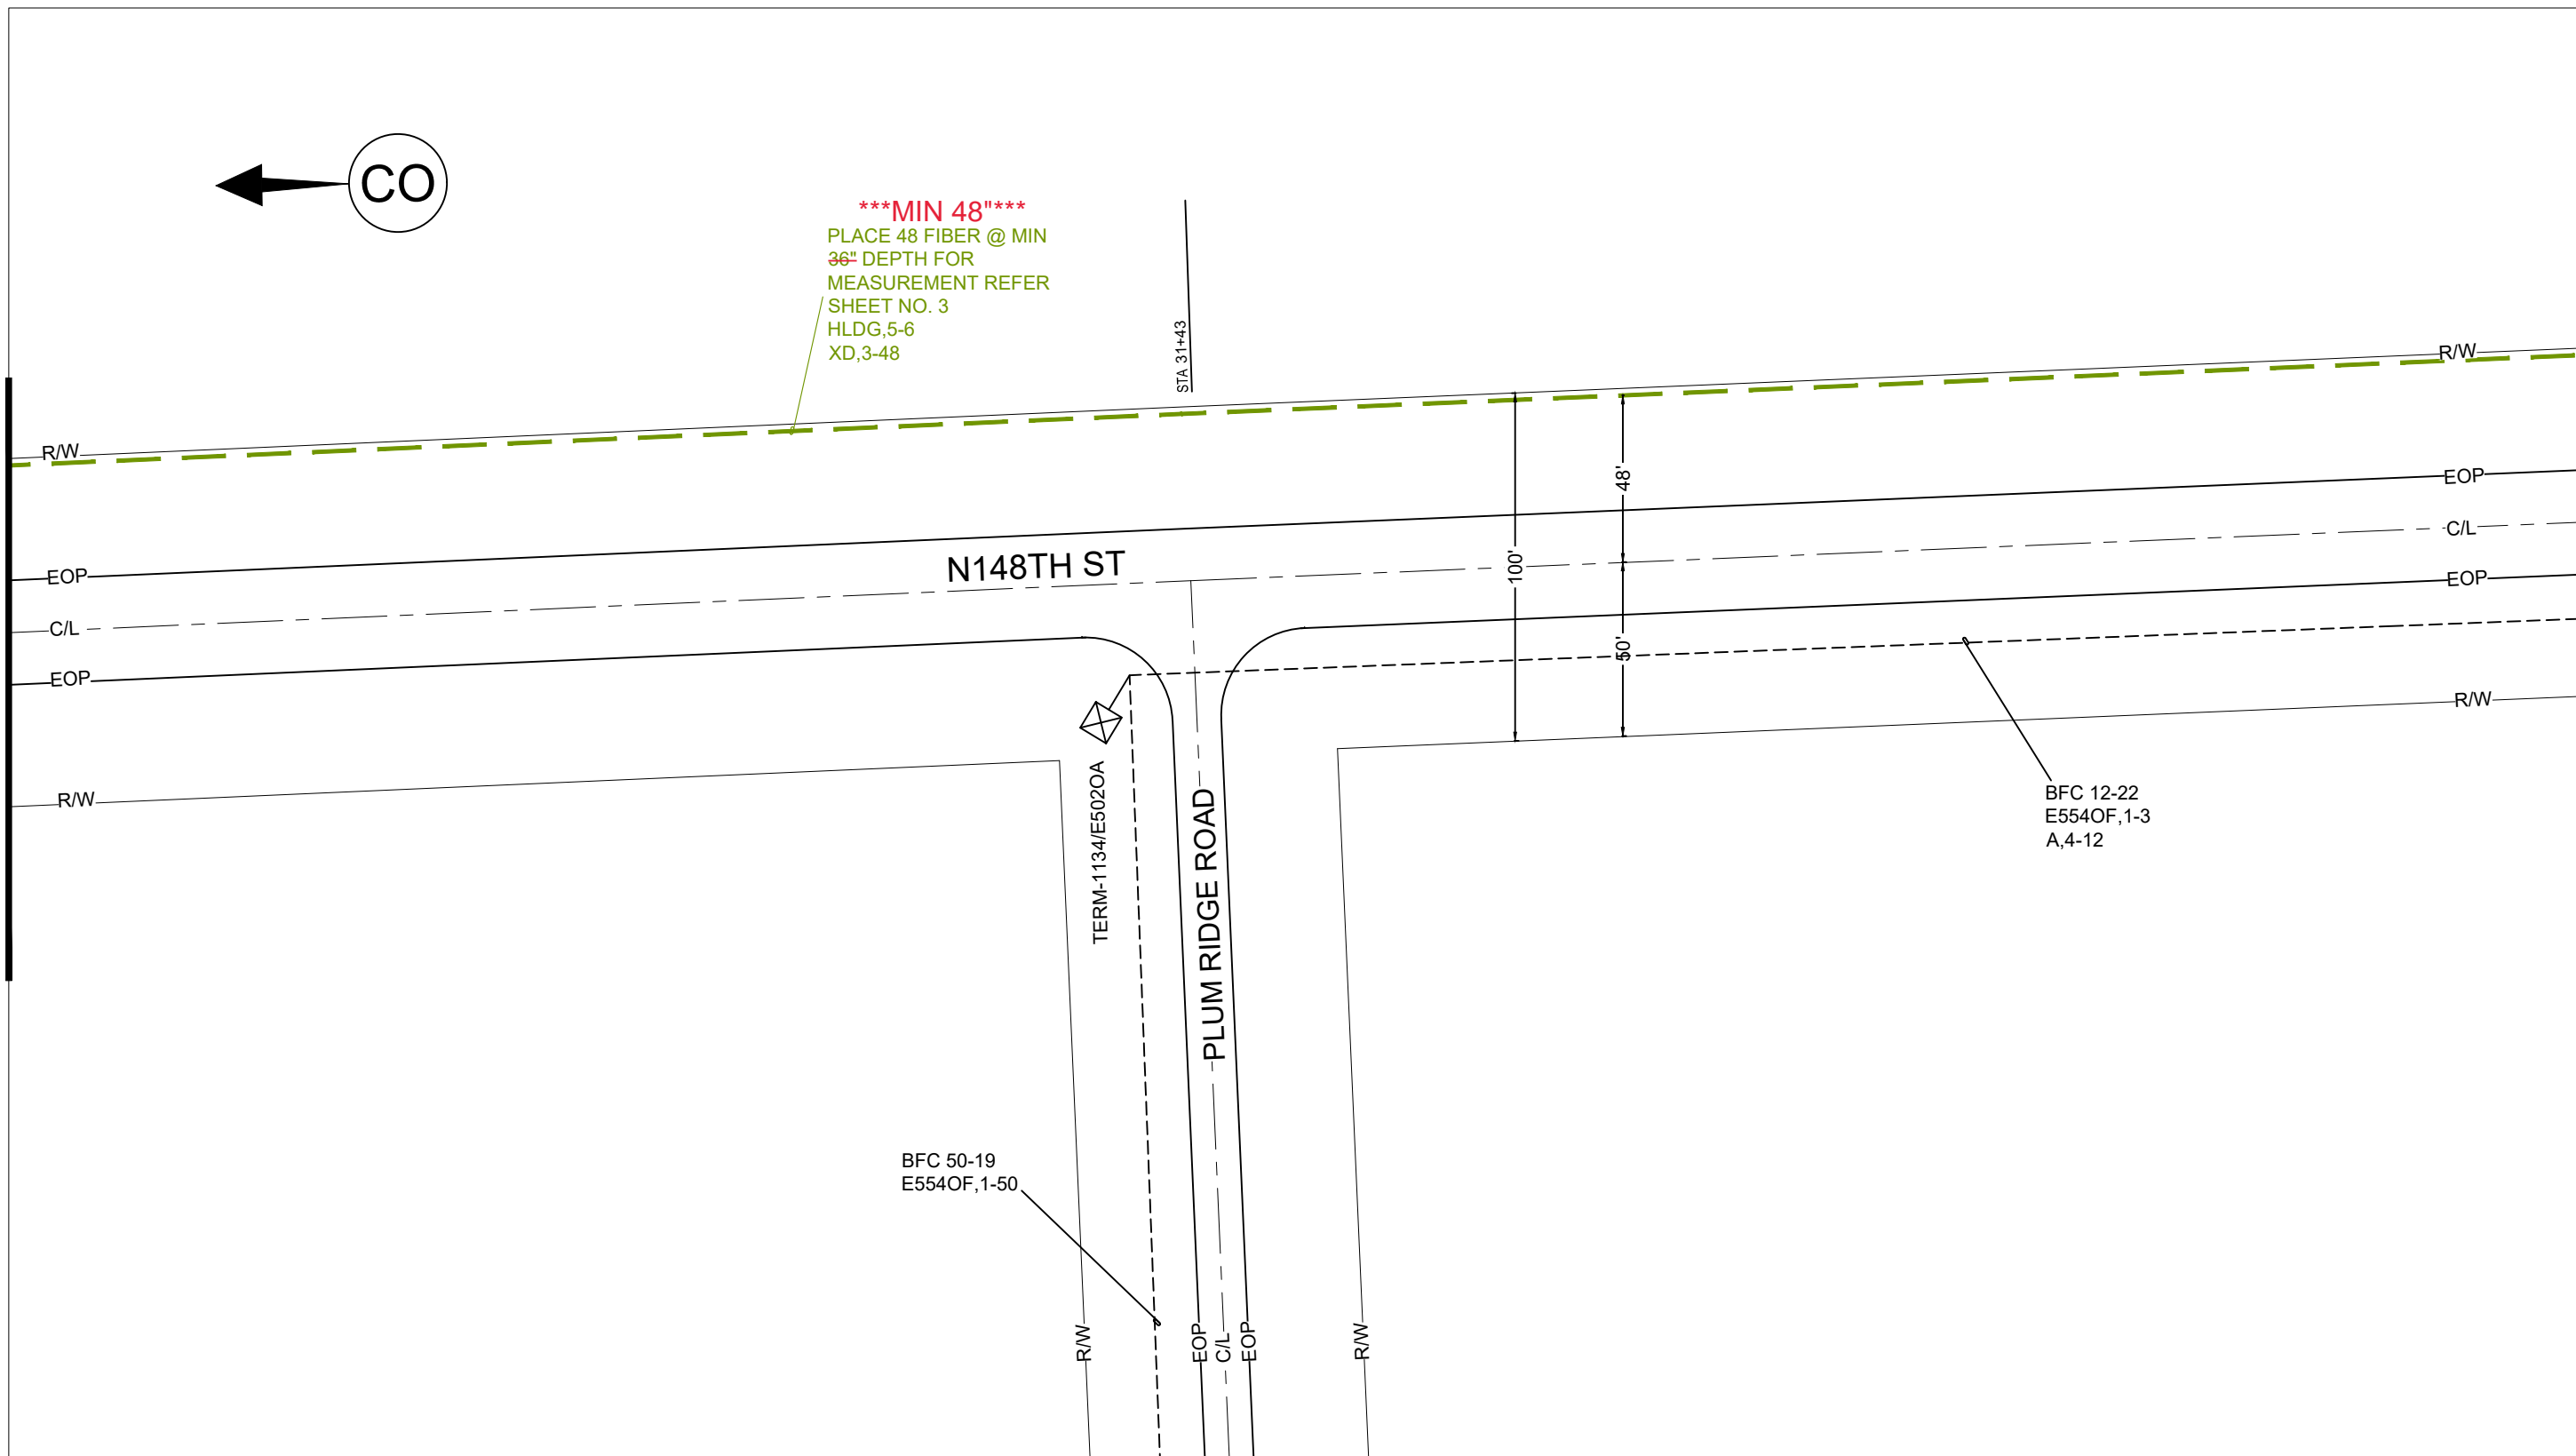 CO
***MIN 48"***
PLACE 48 FIBER @ MIN
36" DEPTH FOR
MEASUREMENT REFER
SHEET NO. 3
HLDG,5-6
XD,3-48
STA 31+43
R/W
R/W
48'
EOP
C/L
EOP
100'
N148TH ST
EOP
C/L
EOP
50'
R/W
R/W
TERM-1134/E502OA
PLUM RIDGE ROAD
BFC 12-22
E554OF,1-3
A,4-12
BFC 50-19
E554OF,1-50
R/W
EOP
C/L
EOP
R/W